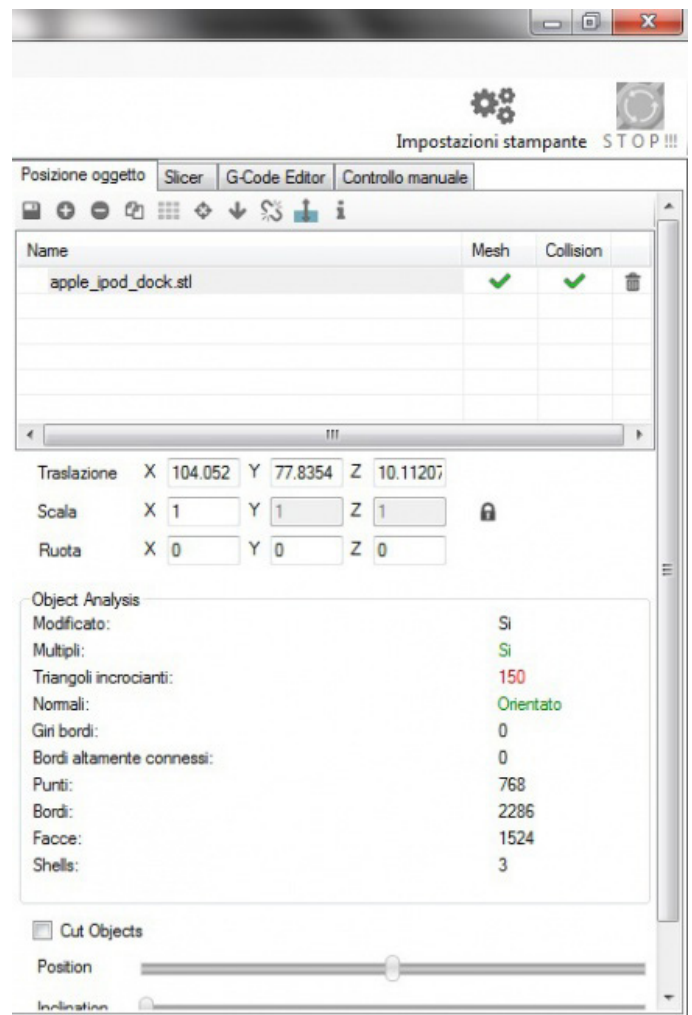 Impostazioni stampante STOP!!!
Posizione oggetto Slicer G-Code Editor Controllo manuale
Name Mesh Collision
apple_ipod_dock.stl
Traslazione X 104.052 Y 77.8354 Z 10.11207
Scala X 1 Y 1 Z 1
Ruota X 0 Y 0 Z 0
Object Analysis
Modificato: Si
Multipli: Si
Triangoli incrocianti: 150
Normali: Orientato
Giri bordi: 0
Bordi altamente connessi: 0
Punti: 768
Bordi: 2286
Facce: 1524
Shells: 3
Cut Objects
Position
Inclination